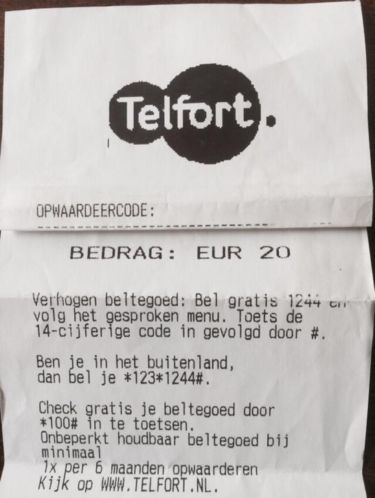 Telfort.
OPWAARDEERCODE:
BEDRAG: EUR 20
Verhogen beltegoed: Bel gratis 1244 en
volg het gesproken menu. Toets de
14-cijferige code in gevolgd door #.
Ben je in het buitenland,
dan bel je *123*1244#.
Check gratis je beltegoed door
*100# in te toetsen.
Onbeperkt houdbaar beltegoed bij
minimaal
1x per 6 maanden opwaarderen
Kijk op WWW.TELFORT.NL.